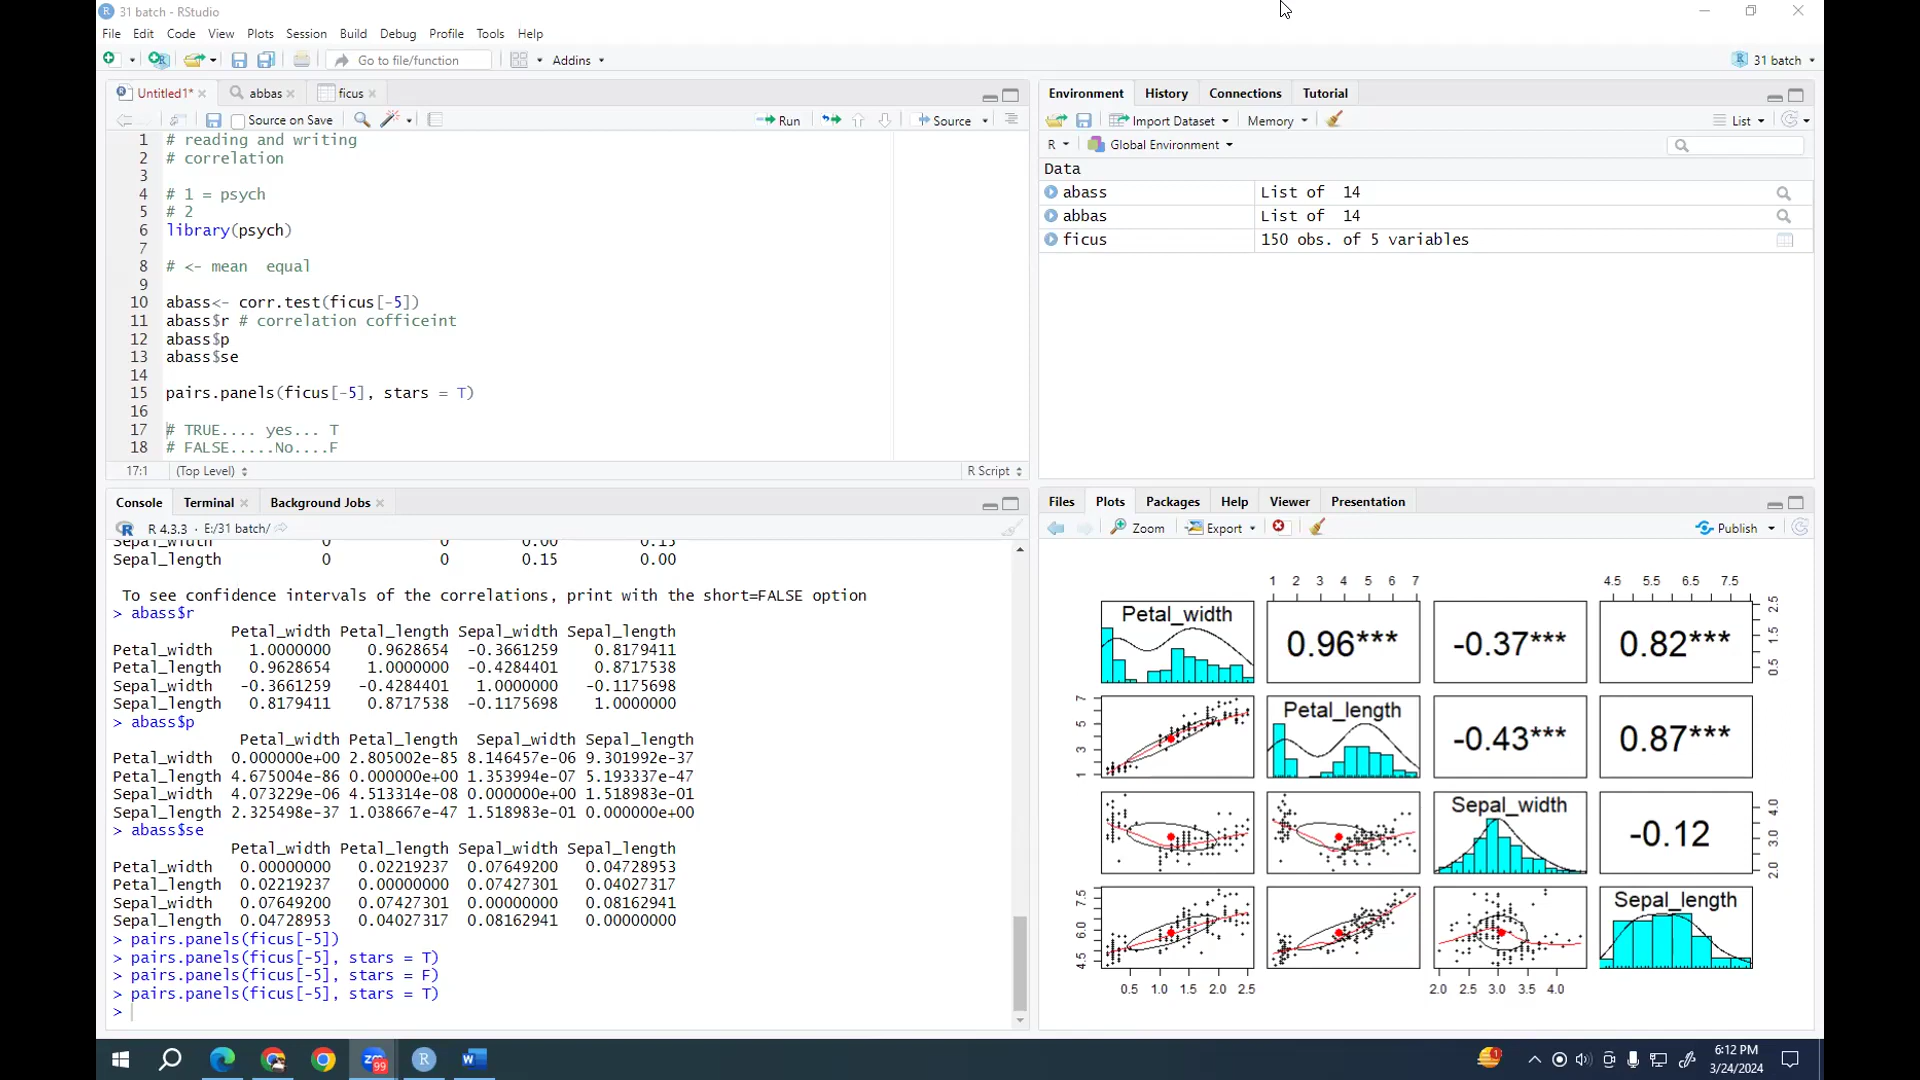 31 batch - RStudio
File Edit Code View Plots Session Build Debug Profile Tools Help
Go to file/function Addins 31 batch
Untitled1* abbas ficus
Source on Save Run Source
1 # reading and writing
2 # correlation
3
4 # 1 = psych
5 # 2
6 library(psych)
7
8 # <- mean  equal
9
10 abass<- corr.test(ficus[-5])
11 abass$r # correlation cofficeint
12 abass$p
13 abass$se
14
15 pairs.panels(ficus[-5], stars = T)
16
17 # TRUE.... yes... T
18 # FALSE.....No....F
17:1 (Top Level) R Script
Console Terminal Background Jobs
R 4.3.3 · E:/31 batch/
Sepal_width 0 0 0.00 0.15
Sepal_length 0 0 0.15 0.00
To see confidence intervals of the correlations, print with the short=FALSE option
> abass$r
Petal_width Petal_length Sepal_width Sepal_length
Petal_width 1.0000000 0.9628654 -0.3661259 0.8179411
Petal_length 0.9628654 1.0000000 -0.4284401 0.8717538
Sepal_width -0.3661259 -0.4284401 1.0000000 -0.1175698
Sepal_length 0.8179411 0.8717538 -0.1175698 1.0000000
> abass$p
Petal_width Petal_length Sepal_width Sepal_length
Petal_width 0.000000e+00 2.805002e-85 8.146457e-06 9.301992e-37
Petal_length 4.675004e-86 0.000000e+00 1.353994e-07 5.193337e-47
Sepal_width 4.073229e-06 4.513314e-08 0.000000e+00 1.518983e-01
Sepal_length 2.325498e-37 1.038667e-47 1.518983e-01 0.000000e+00
> abass$se
Petal_width Petal_length Sepal_width Sepal_length
Petal_width 0.00000000 0.02219237 0.07649200 0.04728953
Petal_length 0.02219237 0.00000000 0.07427301 0.04027317
Sepal_width 0.07649200 0.07427301 0.00000000 0.08162941
Sepal_length 0.04728953 0.04027317 0.08162941 0.00000000
> pairs.panels(ficus[-5])
> pairs.panels(ficus[-5], stars = T)
> pairs.panels(ficus[-5], stars = F)
> pairs.panels(ficus[-5], stars = T)
>
Environment History Connections Tutorial
Import Dataset Memory List
R Global Environment
Data
abass List of 14
abbas List of 14
ficus 150 obs. of 5 variables
Files Plots Packages Help Viewer Presentation
Zoom Export Publish
1 2 3 4 5 6 7 4.5 5.5 6.5 7.5
Petal_width 0.96*** -0.37*** 0.82***
0.5 1.5 2.5
1 3 5 7
Petal_length -0.43*** 0.87***
Sepal_width -0.12
2.0 3.0 4.0
4.5 6.0 7.5
Sepal_length
0.5 1.0 1.5 2.0 2.5 2.0 2.5 3.0 3.5 4.0
99
1
6:12 PM
3/24/2024